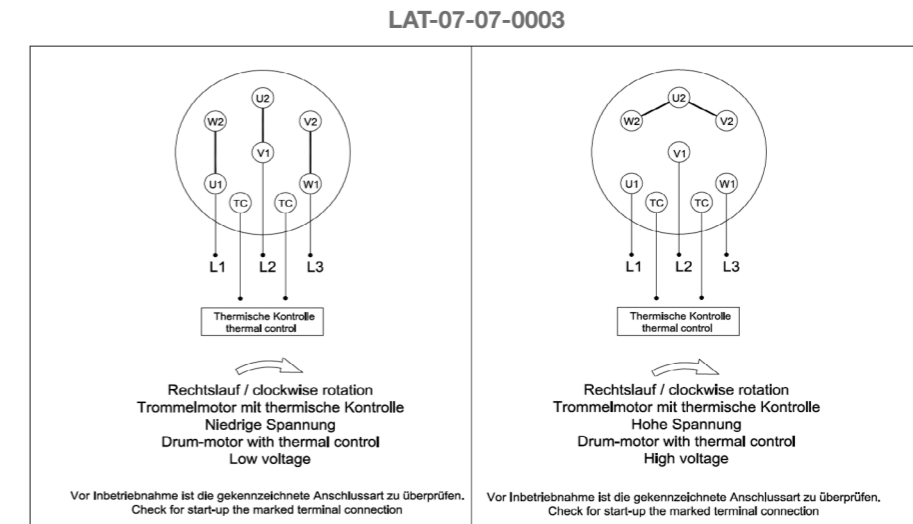 LAT-07-07-0003
U2
W2 V2
V1
U1 W1
TC TC
L1 L2 L3
Thermische Kontrolle
thermal control
Rechtslauf / clockwise rotation
Trommelmotor mit thermische Kontrolle
Niedrige Spannung
Drum-motor with thermal control
Low voltage
Vor Inbetriebnahme ist die gekennzeichnete Anschlussart zu überprüfen.
Check for start-up the marked terminal connection
U2
W2 V2
V1
U1 W1
TC TC
L1 L2 L3
Thermische Kontrolle
thermal control
Rechtslauf / clockwise rotation
Trommelmotor mit thermische Kontrolle
Hohe Spannung
Drum-motor with thermal control
High voltage
Vor Inbetriebnahme ist die gekennzeichnete Anschlussart zu überprüfen.
Check for start-up the marked terminal connection